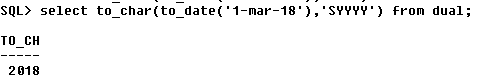 SQL> select to_char(to_date('1-mar-18'),'SYYYY') from dual;
TO_CH
-----
 2018